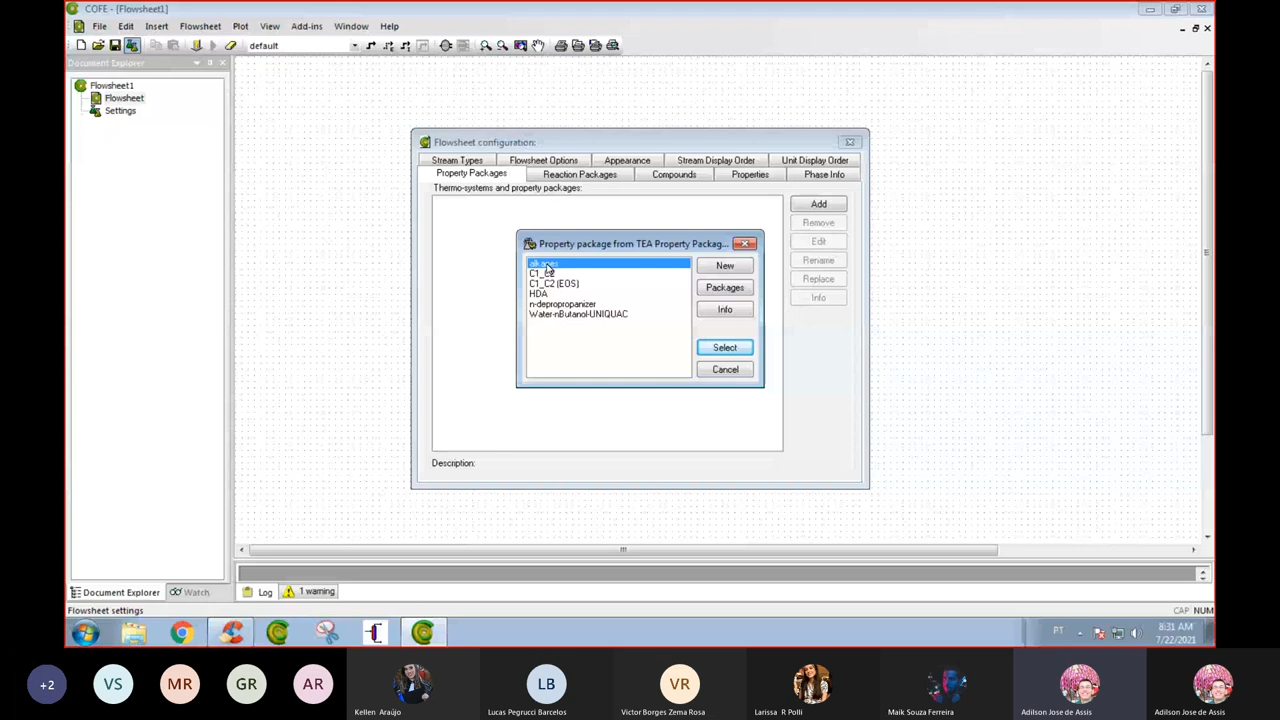 COFE - [Flowsheet1]
File Edit Insert Flowsheet Plot View Add-ins Window Help
default
Document Explorer
Flowsheet1
Flowsheet
Settings
Flowsheet configuration:
Stream Types Flowsheet Options Appearance Stream Display Order Unit Display Order
Property Packages Reaction Packages Compounds Properties Phase Info
Thermo-systems and property packages:
Add
Remove
Edit
Rename
Replace
Info
Property package from TEA Property Packag...
alkanes
C1_C2
C1_C2 (EOS)
HDA
n-depropropanizer
Water-nButanol-UNIQUAC
New
Packages
Info
Select
Cancel
Description:
Document Explorer Watch
Log 1 warning
Flowsheet settings
CAP NUM
PT
8:31 AM
7/22/2021
+2 VS MR GR AR LB VR
Kellen Araújo Lucas Pegrucci Barcelos Victor Borges Zema Rosa Larissa R Polli Maik Souza Ferreira Adilson Jose de Assis Adilson Jose de Assis